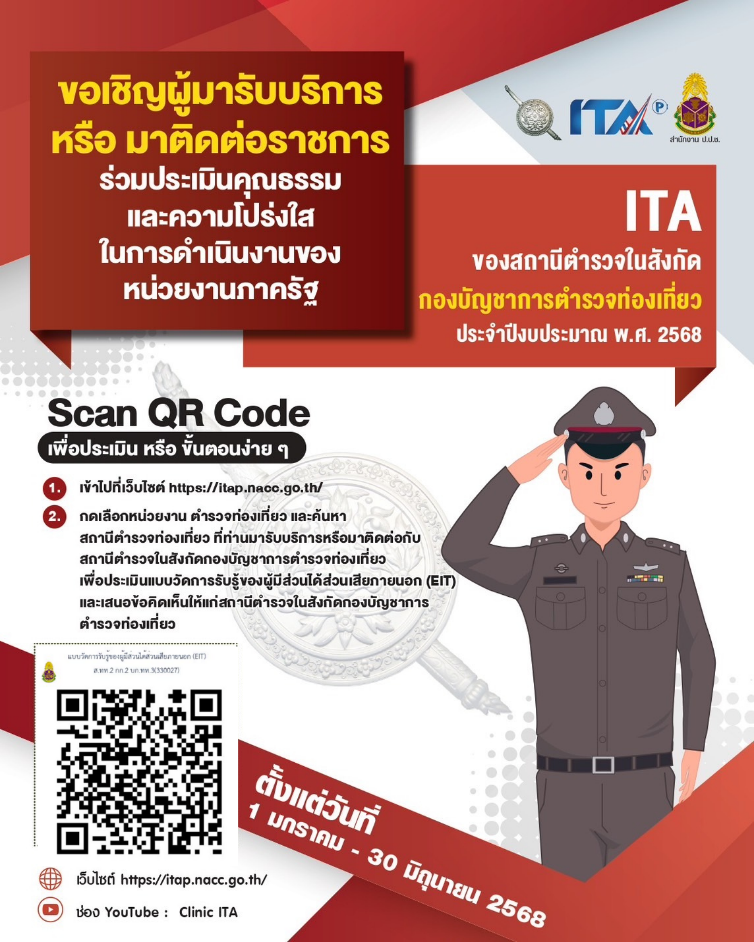 ขอเชิญผู้มารับบริการ
หรือ มาติดต่อราชการ
ร่วมประเมินคุณธรรม
และความโปร่งใส
ในการดำเนินงานของ
หน่วยงานภาครัฐ
ITA P
สำนักงาน ป.ป.ช.
ITA
ของสถานีตำรวจในสังกัด
กองบัญชาการตำรวจท่องเที่ยว
ประจำปีงบประมาณ พ.ศ. 2568
Scan QR Code
เพื่อประเมิน หรือ ขั้นตอนง่าย ๆ
1. เข้าไปที่เว็บไซต์ https://itap.nacc.go.th/
2. กดเลือกหน่วยงาน ตำรวจท่องเที่ยว และค้นหา
สถานีตำรวจท่องเที่ยว ที่ท่านมารับบริการหรือมาติดต่อกับ
สถานีตำรวจในสังกัดกองบัญชาการตำรวจท่องเที่ยว
เพื่อประเมินแบบวัดการรับรู้ของผู้มีส่วนได้ส่วนเสียภายนอก (EIT)
และเสนอข้อคิดเห็นให้แก่สถานีตำรวจในสังกัดกองบัญชาการ
ตำรวจท่องเที่ยว
แบบวัดการรับรู้ของผู้มีส่วนได้ส่วนเสียภายนอก (EIT)
ส.ทท.2 กก.2 บก.ทท.3(330027)
ตั้งแต่วันที่
1 มกราคม - 30 มิถุนายน 2568
เว็บไซต์ https://itap.nacc.go.th/
ช่อง YouTube : Clinic ITA